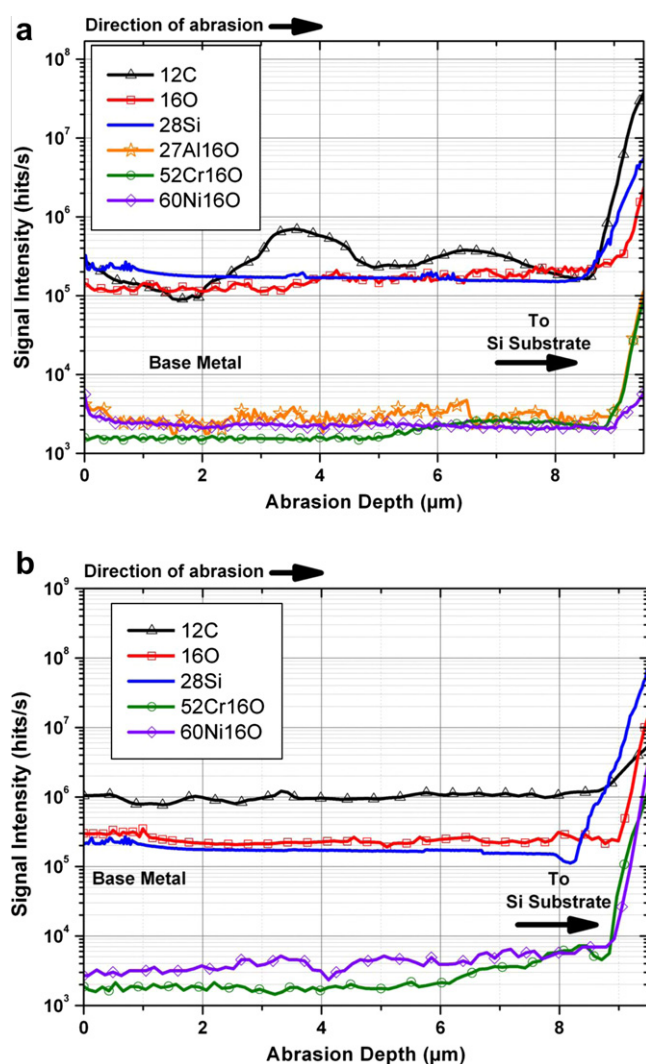 a
Direction of abrasion
12C
16O
28Si
27Al16O
52Cr16O
60Ni16O
To
Si Substrate
Base Metal
Signal Intensity (hits/s)
10^8
10^7
10^6
10^5
10^4
10^3
0 2 4 6 8
Abrasion Depth (µm)
b
Direction of abrasion
12C
16O
28Si
52Cr16O
60Ni16O
Base Metal
To
Si Substrate
Signal Intensity (hits/s)
10^9
10^8
10^7
10^6
10^5
10^4
10^3
0 2 4 6 8
Abrasion Depth (µm)